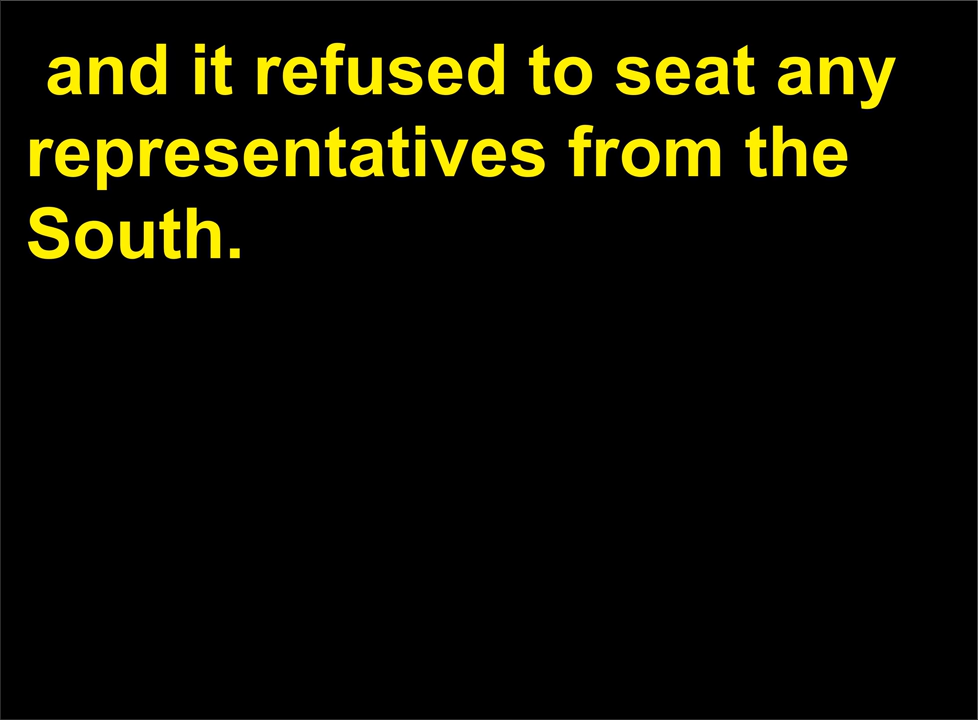 and it refused to seat any
representatives from the
South.